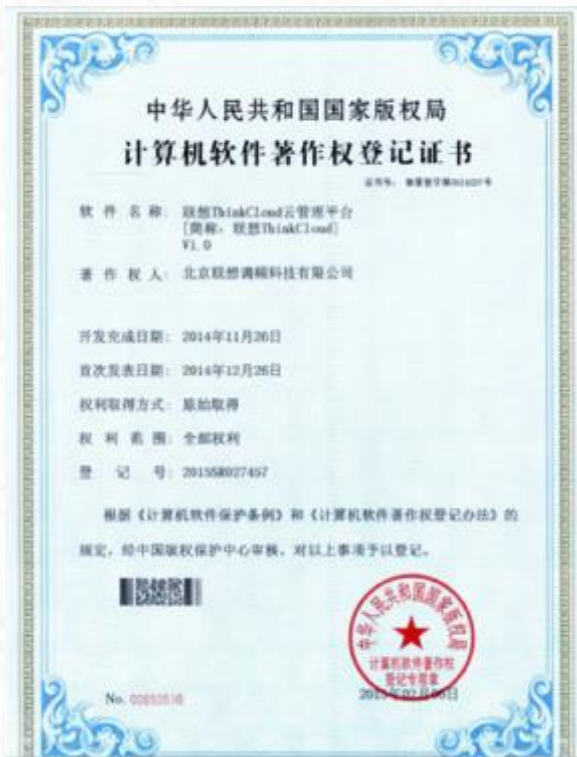 中华人民共和国国家版权局
计算机软件著作权登记证书
软 件 名 称： 联想ThinkCloud云管理平台
[简称：联想ThinkCloud]
V1.0
著 作 权 人： 北京联想调频科技有限公司
开发完成日期： 2014年11月26日
首次发表日期： 2014年12月26日
权利取得方式： 原始取得
权 利 范 围： 全部权利
登 记 号： 2015SR027457
根据《计算机软件保护条例》和《计算机软件著作权登记办法》的
规定，经中国版权保护中心审核，对以上事项予以登记。
中华人民共和国国家版权局
计算机软件著作权
登记专用章
No.